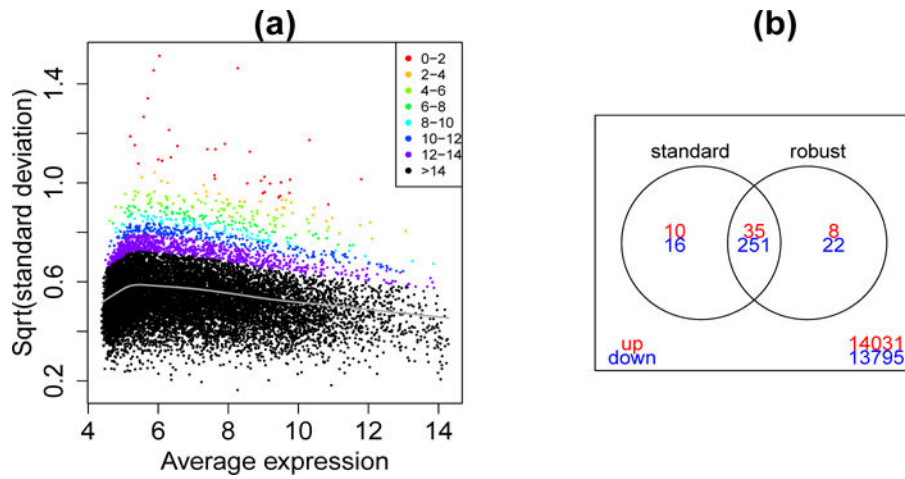 (a)
Sqrt(standard deviation)
1.4
1.0
0.6
0.2
4 6 8 10 12 14
Average expression
0−2
2−4
4−6
6−8
8−10
10−12
12−14
>14
(b)
standard robust
10 35 8
16 251 22
up 14031
down 13795